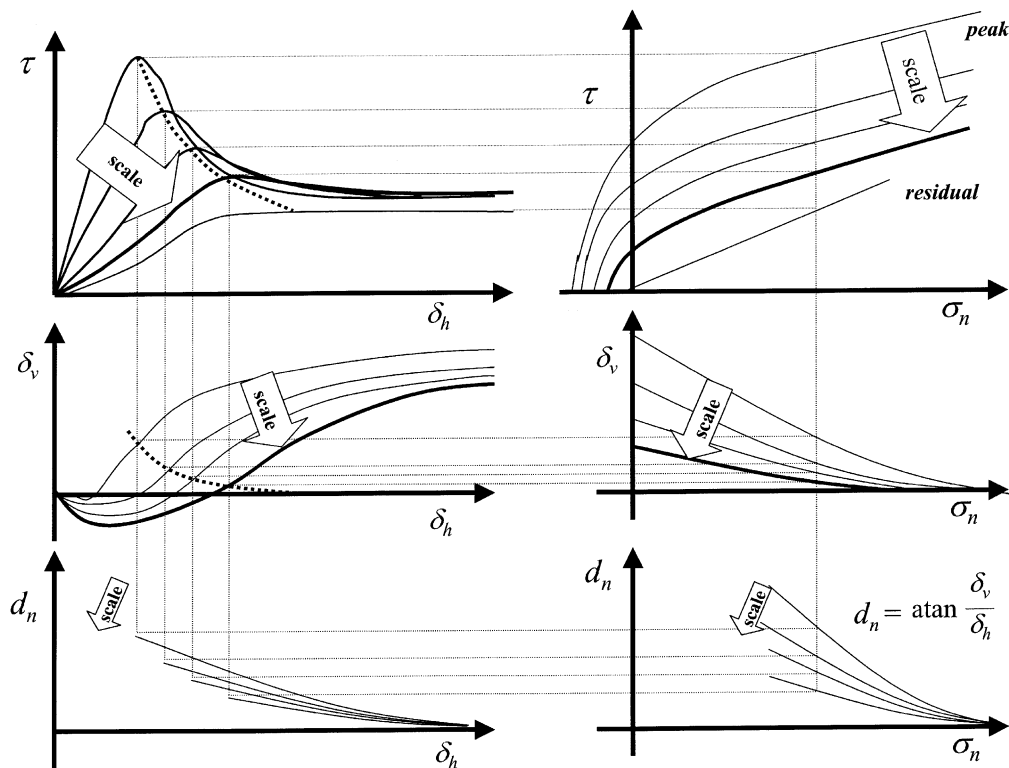 τ
scale
δh
τ
peak
scale
residual
σn
δv
scale
δh
δv
scale
σn
dn
scale
δh
dn
scale
dn = atan δv/δh
σn